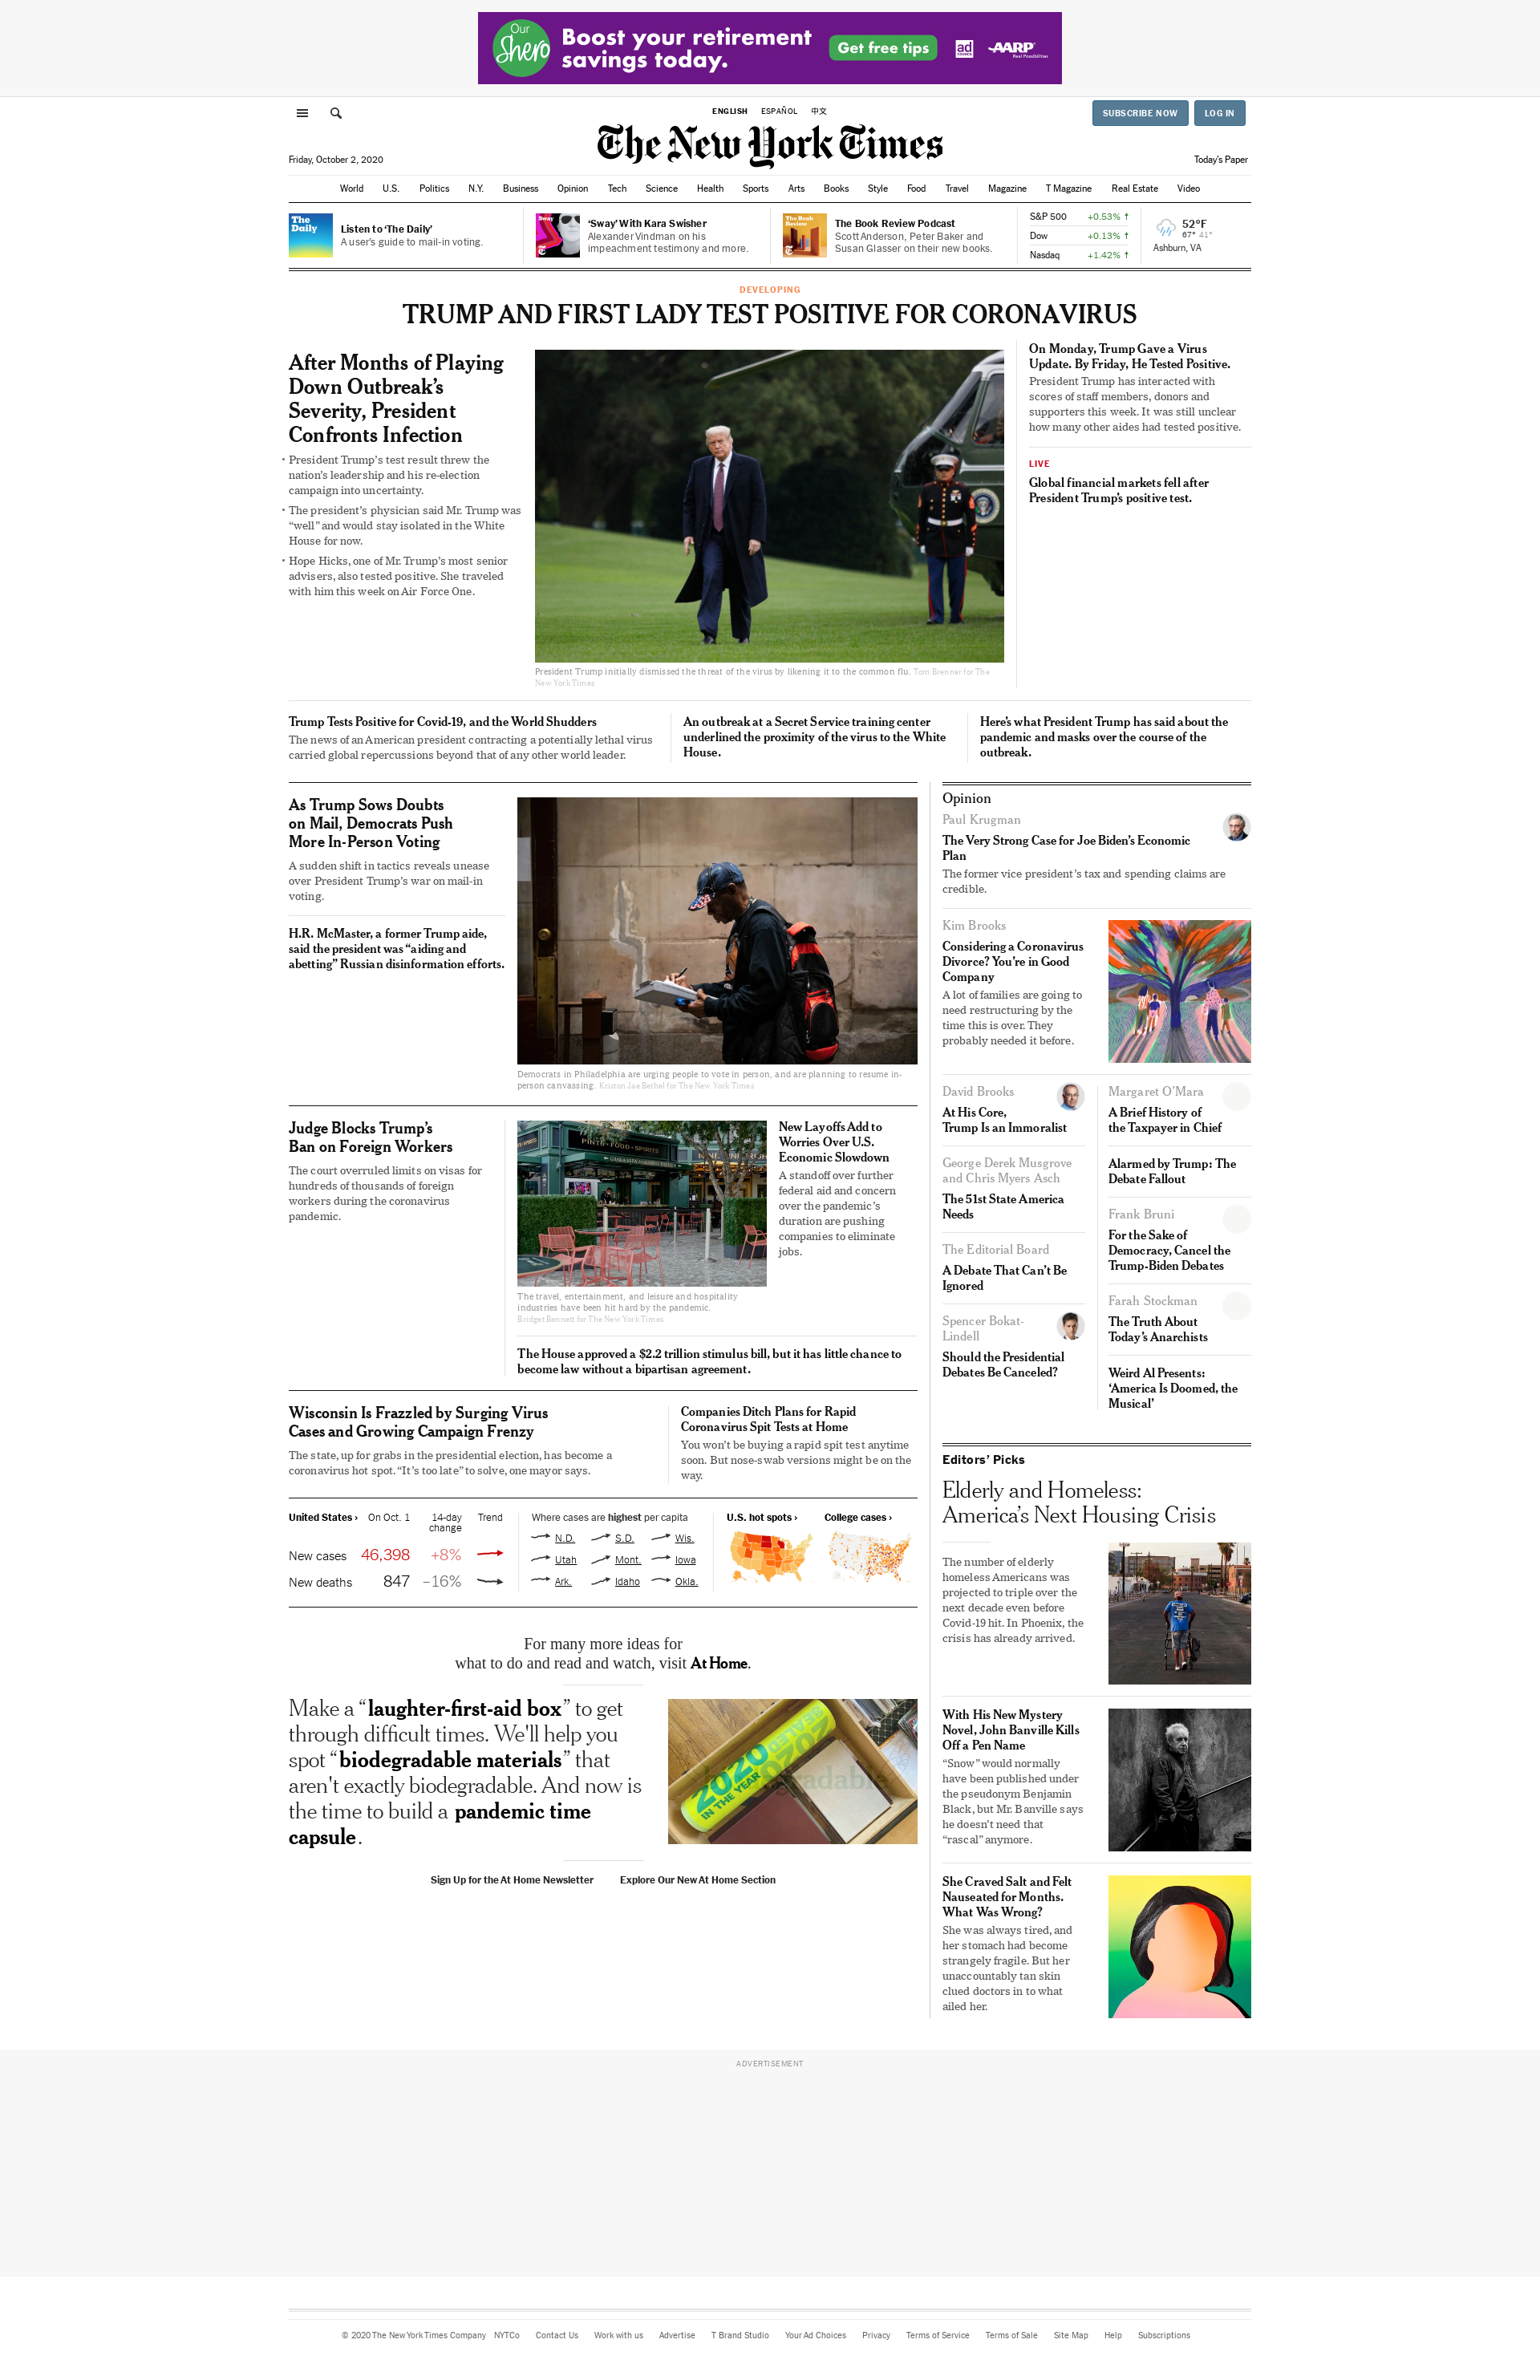 Our
Shero
Boost your retirement
savings today.
Get free tips
ad
COUNCIL
AARP
Real Possibilities
ENGLISH ESPAÑOL 中文
SUBSCRIBE NOW LOG IN
The New York Times
Friday, October 2, 2020
Today's Paper
World U.S. Politics N.Y. Business Opinion Tech Science Health Sports Arts Books Style Food Travel Magazine T Magazine Real Estate Video
The
Daily
Listen to ‘The Daily’
A user's guide to mail-in voting.
Sway
‘Sway’ With Kara Swisher
Alexander Vindman on his
impeachment testimony and more.
The Book
Review
The Book Review Podcast
Scott Anderson, Peter Baker and
Susan Glasser on their new books.
S&P 500 +0.53% ↑
Dow +0.13% ↑
Nasdaq +1.42% ↑
52°F
67° 41°
Ashburn, VA
DEVELOPING
TRUMP AND FIRST LADY TEST POSITIVE FOR CORONAVIRUS
After Months of Playing
Down Outbreak’s
Severity, President
Confronts Infection
• President Trump’s test result threw the
nation’s leadership and his re-election
campaign into uncertainty.
• The president’s physician said Mr. Trump was
“well” and would stay isolated in the White
House for now.
• Hope Hicks, one of Mr. Trump’s most senior
advisers, also tested positive. She traveled
with him this week on Air Force One.
President Trump initially dismissed the threat of the virus by likening it to the common flu. Tom Brenner for The
New York Times
On Monday, Trump Gave a Virus
Update. By Friday, He Tested Positive.
President Trump has interacted with
scores of staff members, donors and
supporters this week. It was still unclear
how many other aides had tested positive.
LIVE
Global financial markets fell after
President Trump’s positive test.
Trump Tests Positive for Covid-19, and the World Shudders
The news of an American president contracting a potentially lethal virus
carried global repercussions beyond that of any other world leader.
An outbreak at a Secret Service training center
underlined the proximity of the virus to the White
House.
Here’s what President Trump has said about the
pandemic and masks over the course of the
outbreak.
As Trump Sows Doubts
on Mail, Democrats Push
More In-Person Voting
A sudden shift in tactics reveals unease
over President Trump’s war on mail-in
voting.
H.R. McMaster, a former Trump aide,
said the president was “aiding and
abetting” Russian disinformation efforts.
Democrats in Philadelphia are urging people to vote in person, and are planning to resume in-
person canvassing. Kriston Jae Bethel for The New York Times
Judge Blocks Trump’s
Ban on Foreign Workers
The court overruled limits on visas for
hundreds of thousands of foreign
workers during the coronavirus
pandemic.
PINTS • FOOD • SPIRITS
The travel, entertainment, and leisure and hospitality
industries have been hit hard by the pandemic.
Bridget Bennett for The New York Times
New Layoffs Add to
Worries Over U.S.
Economic Slowdown
A standoff over further
federal aid and concern
over the pandemic’s
duration are pushing
companies to eliminate
jobs.
The House approved a $2.2 trillion stimulus bill, but it has little chance to
become law without a bipartisan agreement.
Wisconsin Is Frazzled by Surging Virus
Cases and Growing Campaign Frenzy
The state, up for grabs in the presidential election, has become a
coronavirus hot spot. “It’s too late” to solve, one mayor says.
Companies Ditch Plans for Rapid
Coronavirus Spit Tests at Home
You won’t be buying a rapid spit test anytime
soon. But nose-swab versions might be on the
way.
United States › On Oct. 1 14-day Trend
change
New cases 46,398 +8%
New deaths 847 –16%
Where cases are highest per capita
N.D. S.D. Wis.
Utah Mont. Iowa
Ark. Idaho Okla.
U.S. hot spots ›
College cases ›
For many more ideas for
what to do and read and watch, visit At Home.
Make a “laughter-first-aid box” to get
through difficult times. We'll help you
spot “biodegradable materials” that
aren't exactly biodegradable. And now is
the time to build a pandemic time
capsule.
2020
IN THE YEAR
2020
SEALED
Sign Up for the At Home Newsletter Explore Our New At Home Section
Opinion
Paul Krugman
The Very Strong Case for Joe Biden’s Economic
Plan
The former vice president’s tax and spending claims are
credible.
Kim Brooks
Considering a Coronavirus
Divorce? You’re in Good
Company
A lot of families are going to
need restructuring by the
time this is over. They
probably needed it before.
David Brooks
At His Core,
Trump Is an Immoralist
George Derek Musgrove
and Chris Myers Asch
The 51st State America
Needs
The Editorial Board
A Debate That Can’t Be
Ignored
Spencer Bokat-
Lindell
Should the Presidential
Debates Be Canceled?
Margaret O’Mara
A Brief History of
the Taxpayer in Chief
Alarmed by Trump: The
Debate Fallout
Frank Bruni
For the Sake of
Democracy, Cancel the
Trump-Biden Debates
Farah Stockman
The Truth About
Today’s Anarchists
Weird Al Presents:
‘America Is Doomed, the
Musical’
Editors’ Picks
Elderly and Homeless:
America’s Next Housing Crisis
The number of elderly
homeless Americans was
projected to triple over the
next decade even before
Covid-19 hit. In Phoenix, the
crisis has already arrived.
With His New Mystery
Novel, John Banville Kills
Off a Pen Name
“Snow” would normally
have been published under
the pseudonym Benjamin
Black, but Mr. Banville says
he doesn’t need that
“rascal” anymore.
She Craved Salt and Felt
Nauseated for Months.
What Was Wrong?
She was always tired, and
her stomach had become
strangely fragile. But her
unaccountably tan skin
clued doctors in to what
ailed her.
ADVERTISEMENT
© 2020 The New York Times Company NYTCo Contact Us Work with us Advertise T Brand Studio Your Ad Choices Privacy Terms of Service Terms of Sale Site Map Help Subscriptions